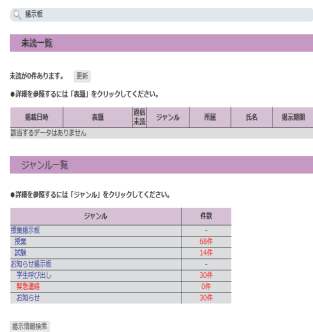 掲示板
未読一覧
未読が0件あります。 更新
●詳細を参照するには「表題」をクリックしてください。
掲載日時 表題 返信未読 ジャンル 所属 氏名 掲示期間
該当するデータはありません
ジャンル一覧
●詳細を参照するには「ジャンル」をクリックしてください。
ジャンル 件数
授業掲示板 -
授業 68件
試験 14件
お知らせ掲示板 -
学生呼び出し 30件
緊急連絡 0件
お知らせ 30件
掲示情報検索